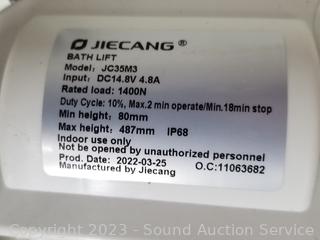 JIECANG®
BATH LIFT
Model: JC35M3
Input: DC14.8V 4.8A
Rated load: 1400N
Duty Cycle: 10%, Max.2 min operate/Min.18min stop
Min height: 80mm
Max height: 487mm IP68
Indoor use only
Not be opened by unauthorized personnel
Prod. Date: 2022-03-25
Manufactured by Jiecang O.C:11063682
Copyright © 2023 - Sound Auction Service